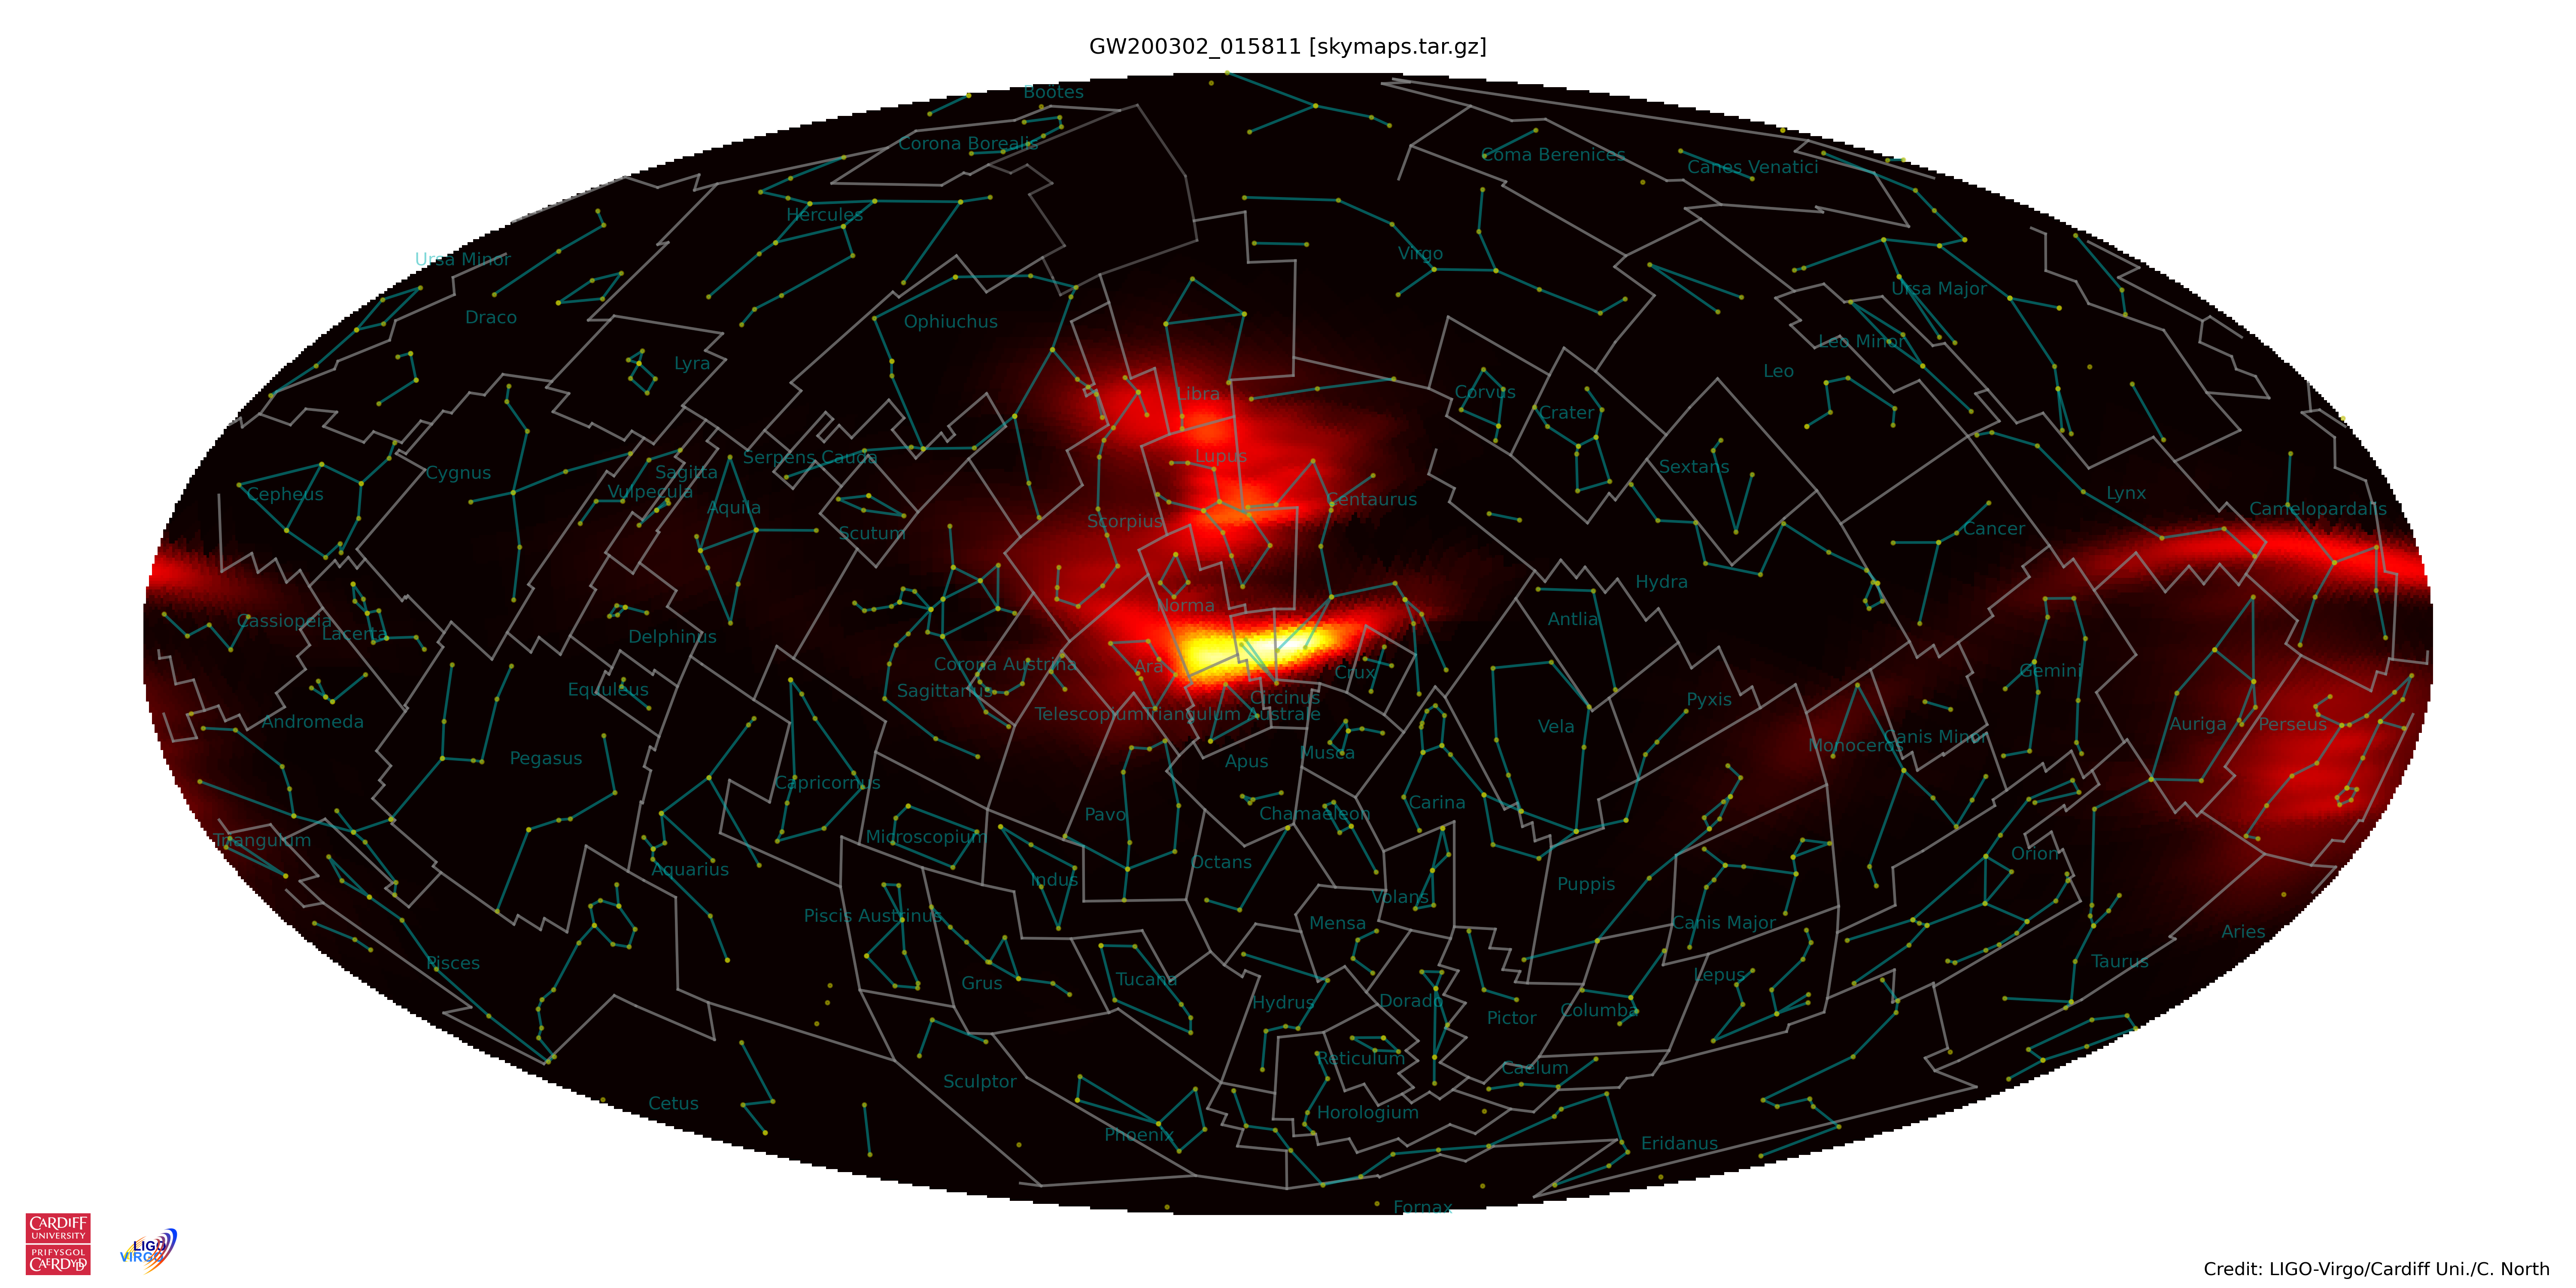 GW200302_015811 [skymaps.tar.gz]
Boötes
Corona Borealis
Coma Berenices
Canes Venatici
Hercules
Virgo
Ursa Minor
Ursa Major
Draco
Ophiuchus
Leo Minor
Lyra
Leo
Libra
Corvus
Crater
Lupus
Serpens Cauda
Sextans
Cygnus
Sagitta
Vulpecula
Cepheus
Lynx
Centaurus
Aquila
Camelopardalis
Scorpius
Cancer
Scutum
Hydra
Norma
Cassiopeia
Antlia
Lacerta
Delphinus
Corona Austrina
Ara
Crux
Gemini
Equuleus
Sagittarius
Circinus
Pyxis
Telescopium
Triangulum Australe
Andromeda
Vela
Auriga
Perseus
Canis Minor
Monoceros
Musca
Pegasus
Apus
Capricornus
Carina
Pavo
Chamaeleon
Microscopium
Triangulum
Orion
Octans
Aquarius
Indus
Puppis
Volans
Piscis Austrinus
Mensa
Canis Major
Aries
Pisces
Taurus
Lepus
Tucana
Grus
Hydrus
Dorado
Columba
Pictor
Reticulum
Caelum
Sculptor
Cetus
Horologium
Phoenix
Eridanus
Fornax
CARDIFF
UNIVERSITY
PRIFYSGOL
CAERDYDD
LIGO
VIRGO
Credit: LIGO-Virgo/Cardiff Uni./C. North